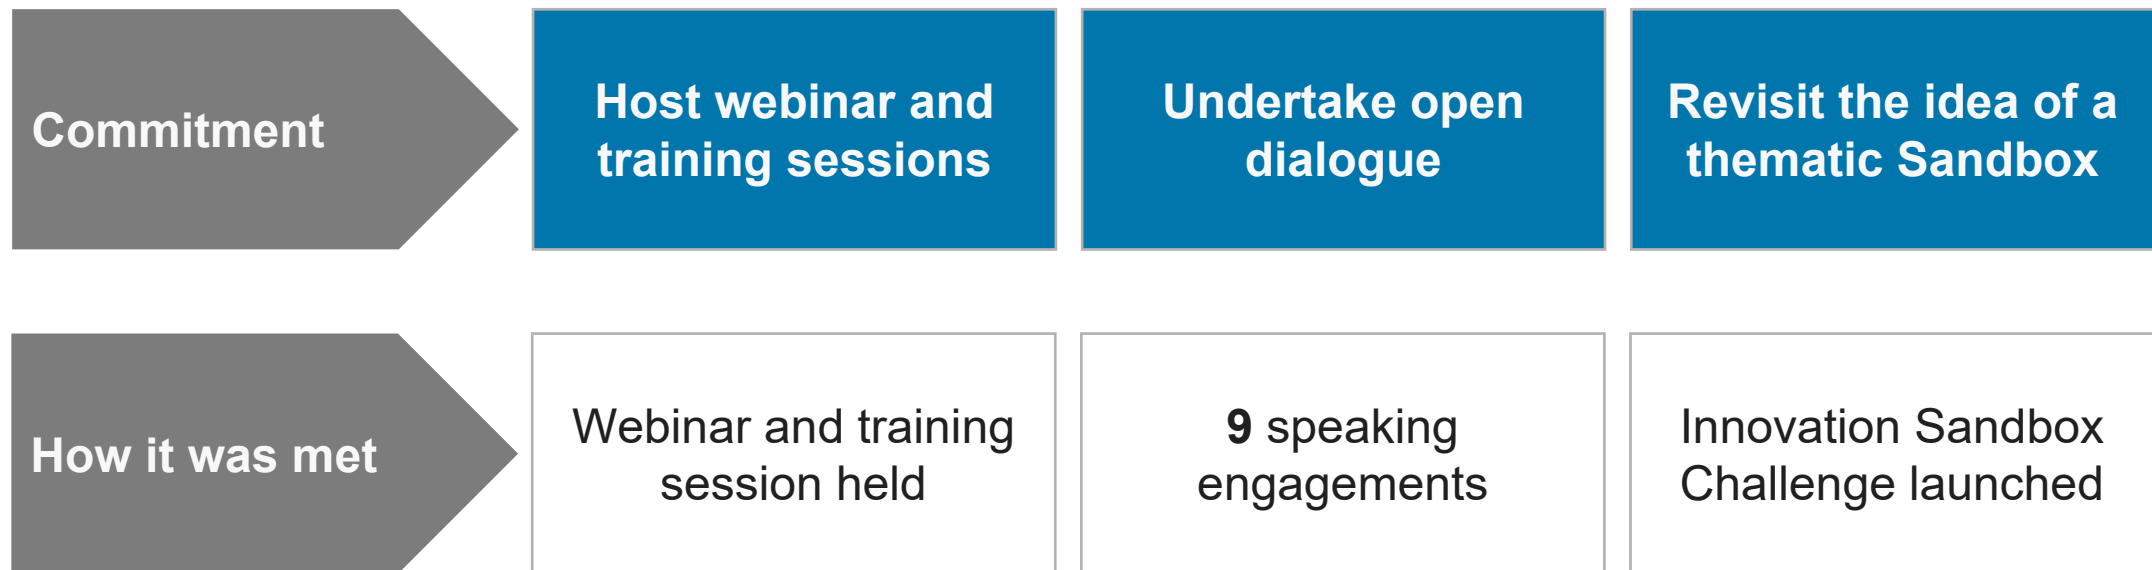 Commitment
Host webinar and
training sessions
Undertake open
dialogue
Revisit the idea of a
thematic Sandbox
How it was met
Webinar and training
session held
9 speaking
engagements
Innovation Sandbox
Challenge launched